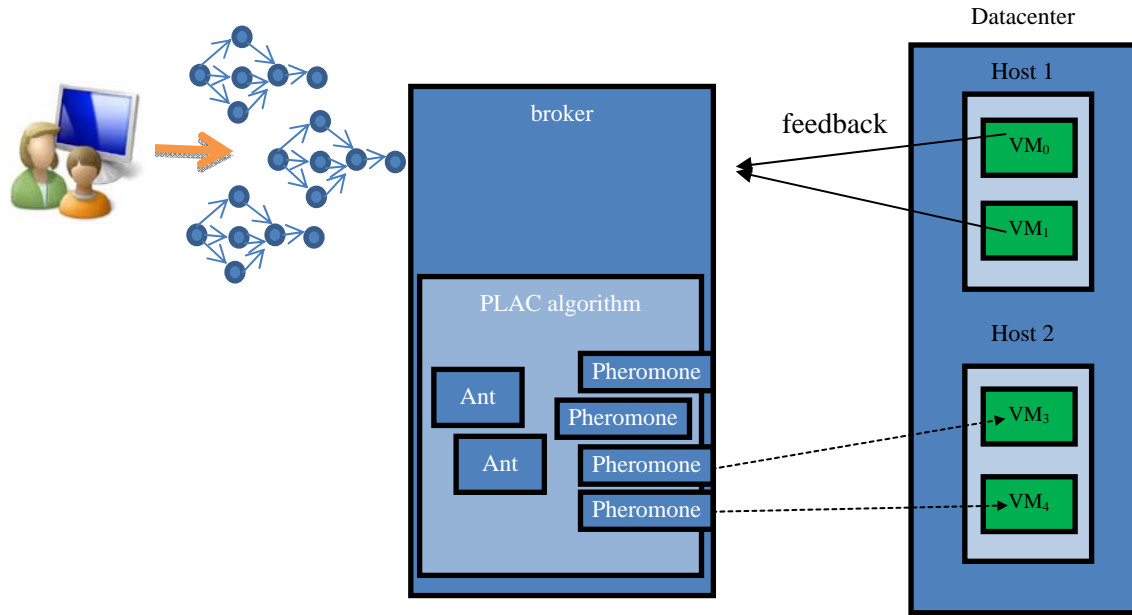 Datacenter
Host 1
broker
feedback
VM₀
VM₁
PLAC algorithm
Host 2
Pheromone
Ant
Pheromone
VM₃
Ant
Pheromone
Pheromone
VM₄